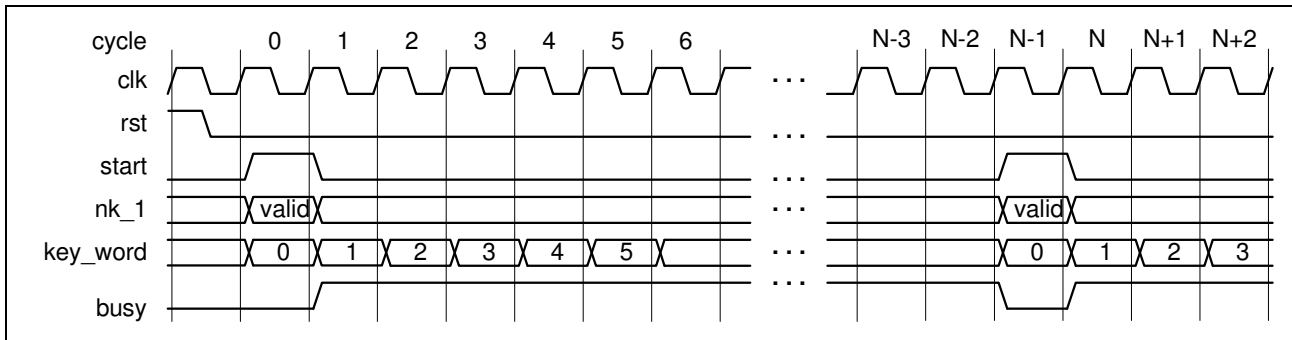 cycle 0 1 2 3 4 5 6 N-3 N-2 N-1 N N+1 N+2
clk ...
rst ...
start ...
nk_1 valid ... valid
key_word 0 1 2 3 4 5 ... 0 1 2 3
busy ...